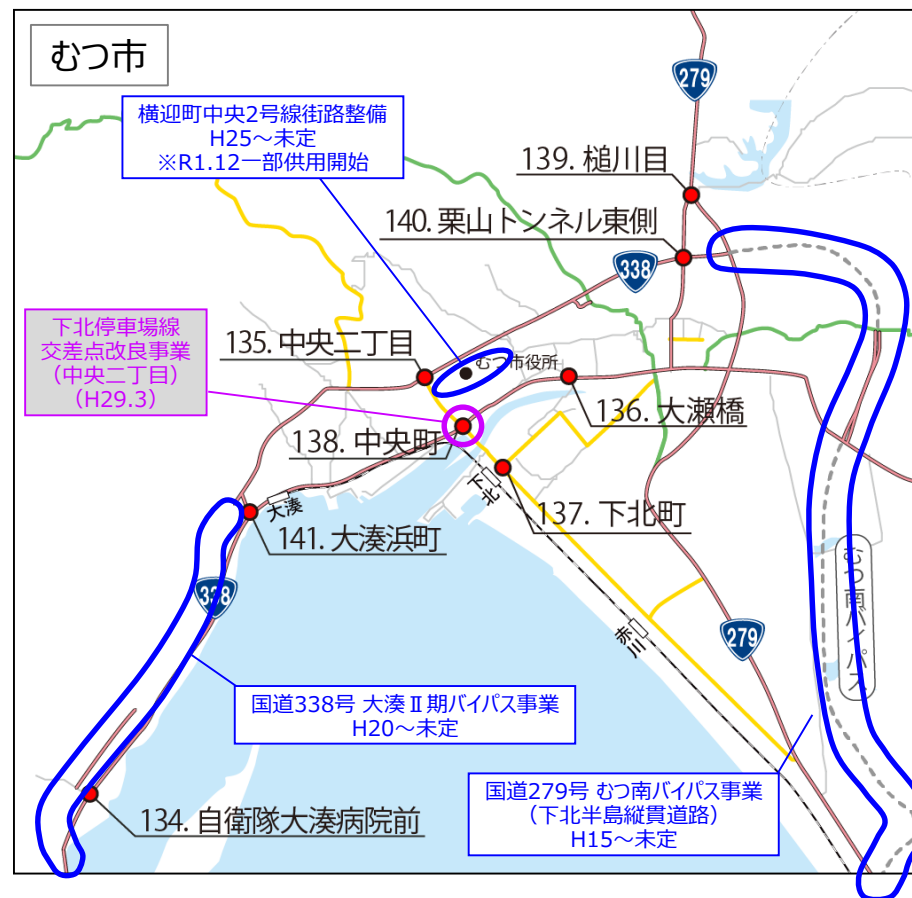 むつ市
279
横迎町中央2号線街路整備
H25～未定
※R1.12一部供用開始
139. 槌川目
140. 栗山トンネル東側
338
下北停車場線
交差点改良事業
（中央二丁目）
（H29.3）
135. 中央二丁目
むつ市役所
136. 大瀬橋
138. 中央町
下北
137. 下北町
大湊
141. 大湊浜町
むつ南バイパス
338
赤川
279
国道338号 大湊Ⅱ期バイパス事業
H20～未定
国道279号 むつ南バイパス事業
（下北半島縦貫道路）
H15～未定
134. 自衛隊大湊病院前